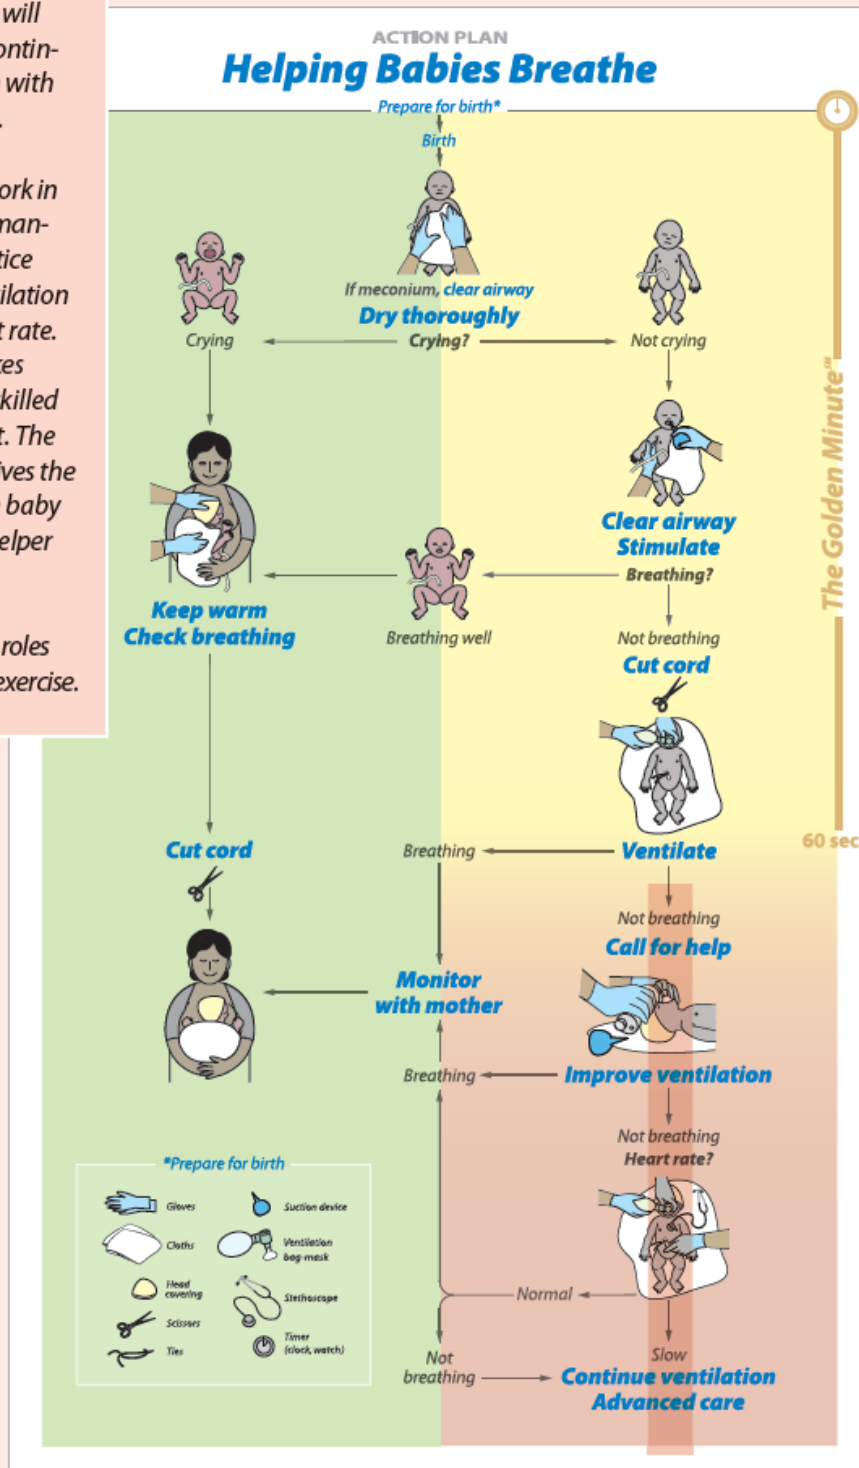 will
ontin-
with
.
ork in
man-
tice
ilation
t rate.
ces
killed
t. The
ives the
baby
elper
roles
exercise.
ACTION PLAN
Helping Babies Breathe
Prepare for birth*
Birth
If meconium, clear airway
Dry thoroughly
Crying
Crying?
Not crying
Clear airway
Stimulate
Breathing?
Keep warm
Check breathing
Breathing well
Not breathing
Cut cord
The Golden Minute℠
60 sec
Cut cord
Breathing
Ventilate
Not breathing
Call for help
Monitor
with mother
Breathing
Improve ventilation
Not breathing
Heart rate?
Normal
Slow
Not
breathing
Continue ventilation
Advanced care
*Prepare for birth
Gloves
Suction device
Cloths
Ventilation
bag-mask
Head
covering
Stethoscope
Scissors
Ties
Timer
(clock, watch)